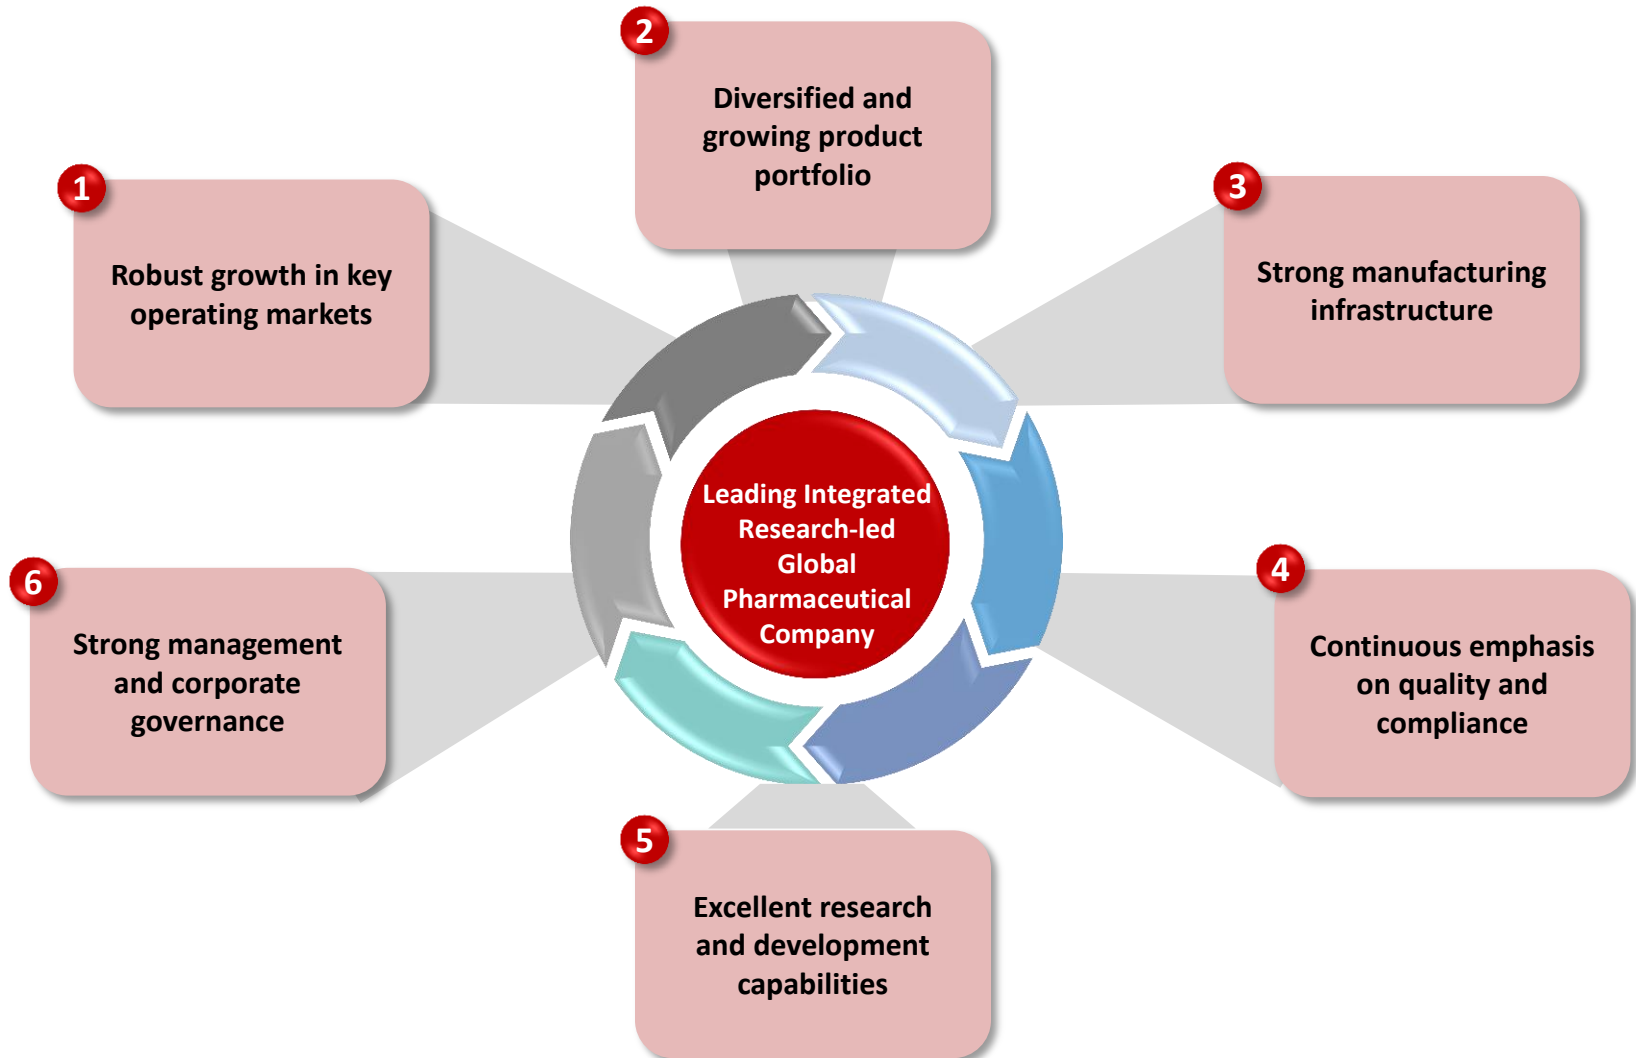 1
Robust growth in key
operating markets
2
Diversified and
growing product
portfolio
3
Strong manufacturing
infrastructure
4
Continuous emphasis
on quality and
compliance
5
Excellent research
and development
capabilities
6
Strong management
and corporate
governance
Leading Integrated
Research-led
Global
Pharmaceutical
Company